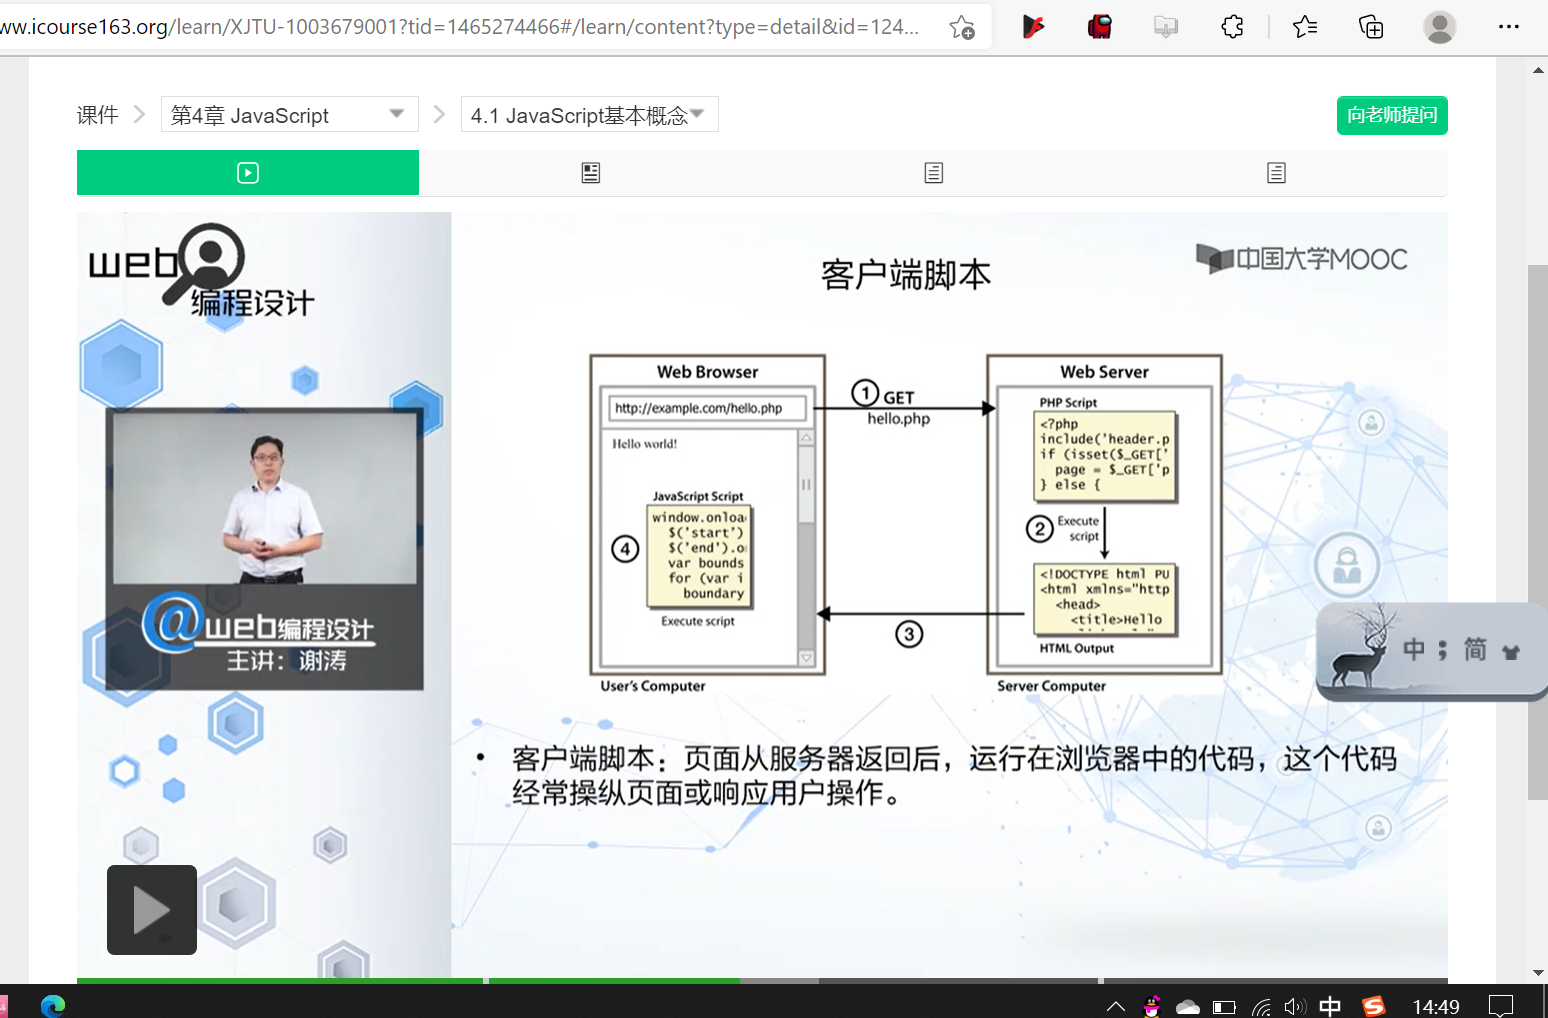 ww.icourse163.org/learn/XJTU-1003679001?tid=1465274466#/learn/content?type=detail&id=124...
课件
第4章 JavaScript
4.1 JavaScript基本概念
向老师提问
web
编程设计
中国大学MOOC
客户端脚本
Web Browser
http://example.com/hello.php
Hello world!
JavaScript Script
window.onloa
$('start')
$('end').o
var bounds
for (var i
boundary
4
Execute script
User's Computer
1 GET
hello.php
3
Web Server
PHP Script
<?php
include('header.p
if (isset($_GET['
page = $_GET['p
} else {
2 Execute
script
<!DOCTYPE html PU
<html xmlns="http
<head>
<title>Hello
HTML Output
Server Computer
@web编程设计
主讲：谢涛
中 ; 简
• 客户端脚本：页面从服务器返回后，运行在浏览器中的代码，这个代码
经常操纵页面或响应用户操作。
中
S
14:49